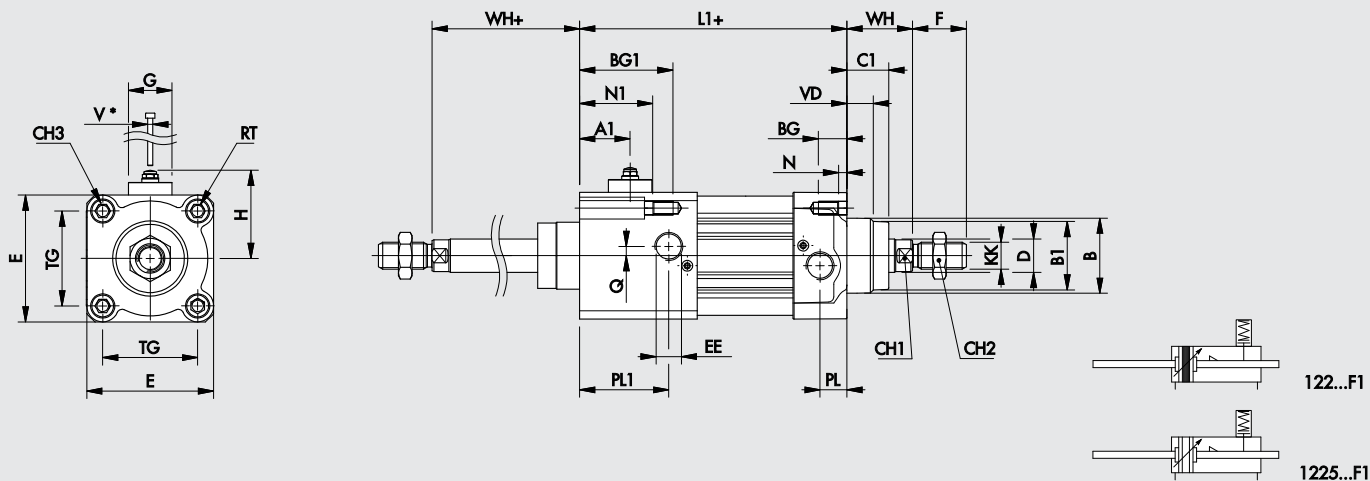 WH+
L1+
WH
F
BG1
C1
G
N1
VD
V *
A1
BG
CH3
RT
N
H
E
TG
KK
D
B1
B
Q
TG
EE
CH1
CH2
E
PL1
PL
122...F1
1225...F1